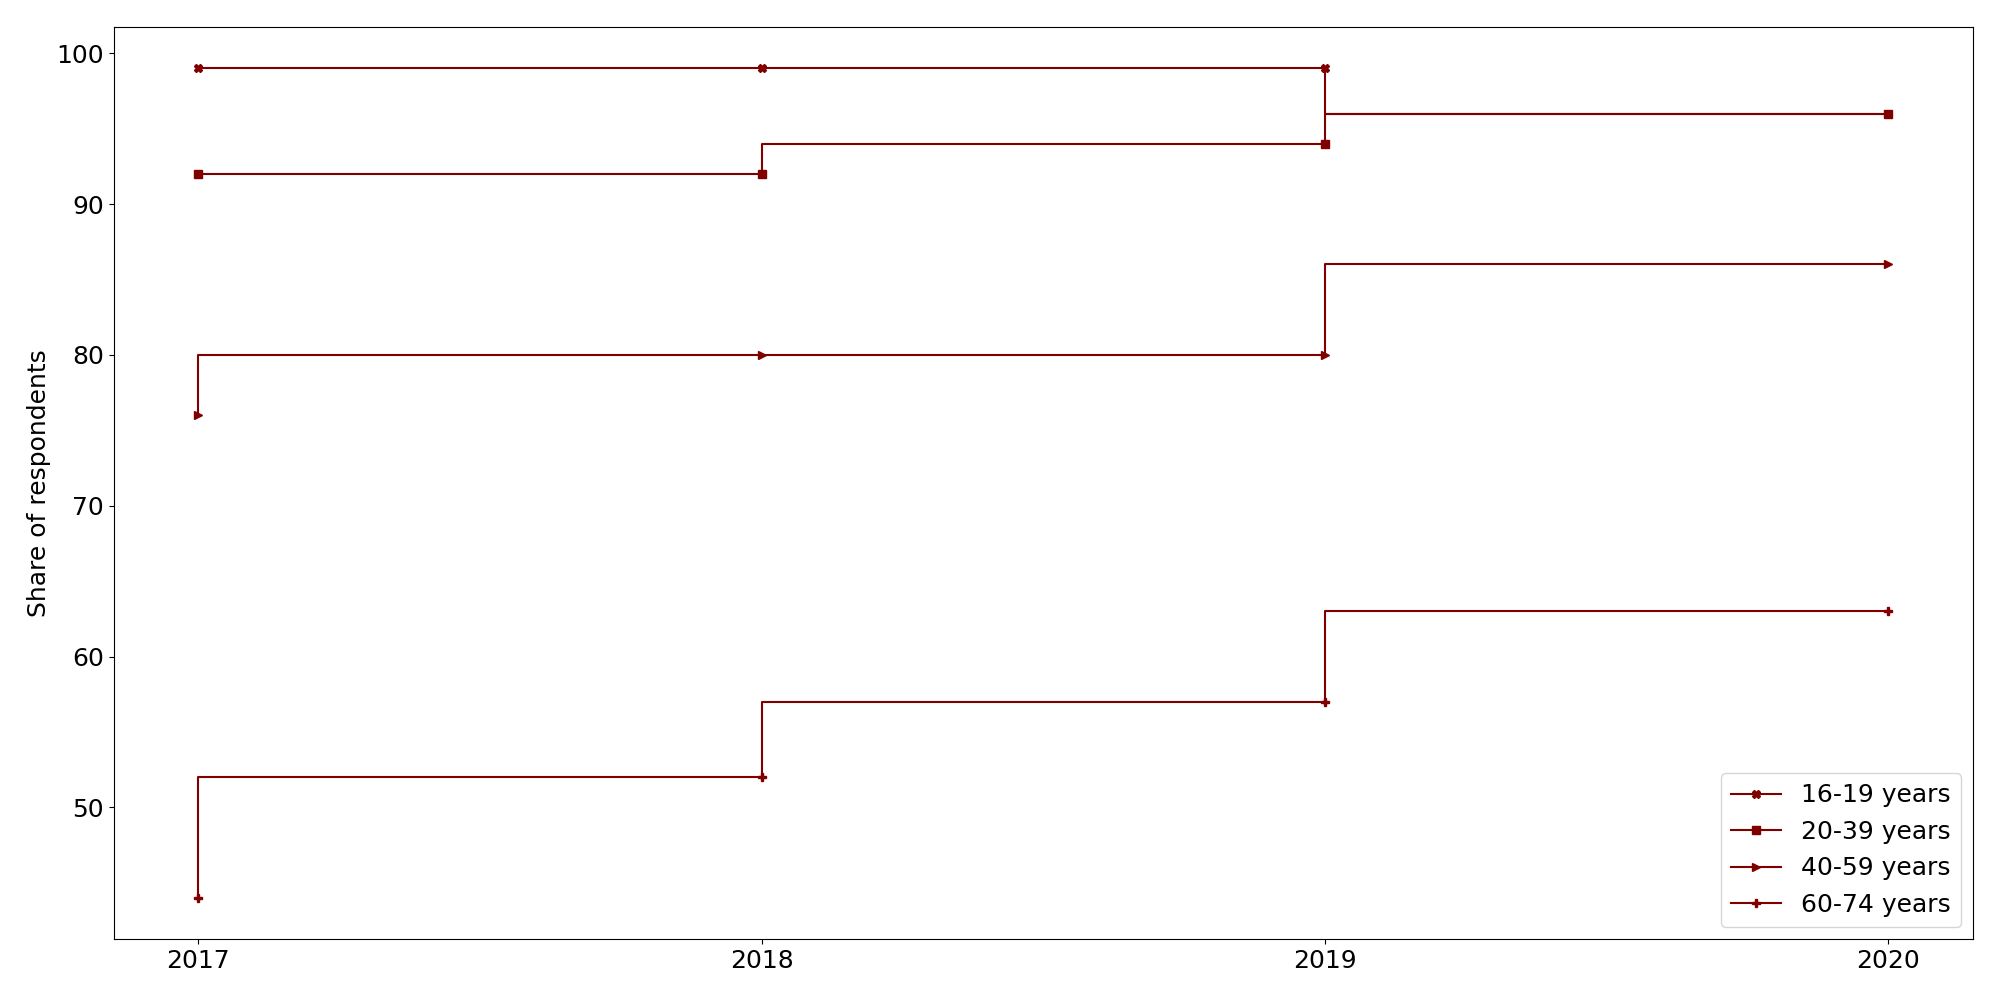 100
90
80
70
60
50
Share of respondents
2017 2018 2019 2020
16-19 years
20-39 years
40-59 years
60-74 years